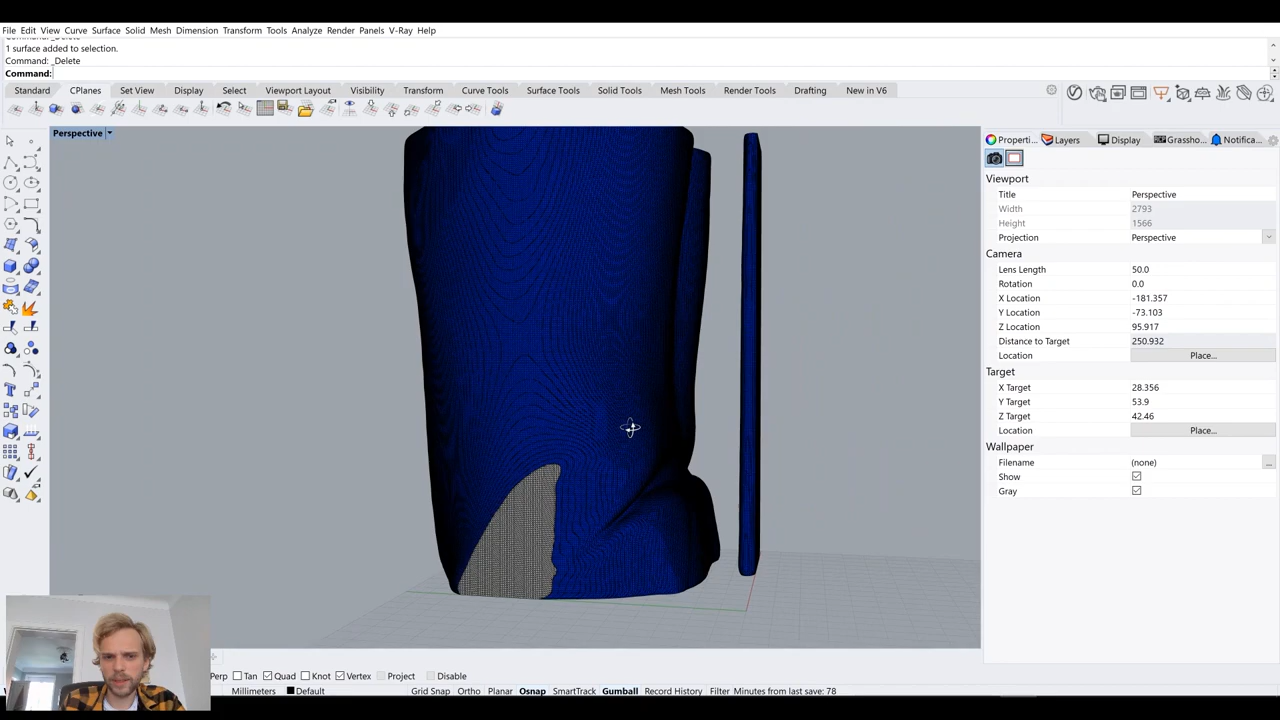 File Edit View Curve Surface Solid Mesh Dimension Transform Tools Analyze Render Panels V-Ray Help
1 surface added to selection.
Command: _Delete
Command:
Standard CPlanes Set View Display Select Viewport Layout Visibility Transform Curve Tools Surface Tools Solid Tools Mesh Tools Render Tools Drafting New in V6
Perspective
Properti... Layers Display Grassho... Notifica...
Viewport
Title Perspective
Width 2793
Height 1566
Projection Perspective
Camera
Lens Length 50.0
Rotation 0.0
X Location -181.357
Y Location -73.103
Z Location 95.917
Distance to Target 250.932
Location Place...
Target
X Target 28.356
Y Target 53.9
Z Target 42.46
Location Place...
Wallpaper
Filename (none) ...
Show
Gray
Perp Tan Quad Knot Vertex Project Disable
Millimeters Default Grid Snap Ortho Planar Osnap SmartTrack Gumball Record History Filter Minutes from last save: 78